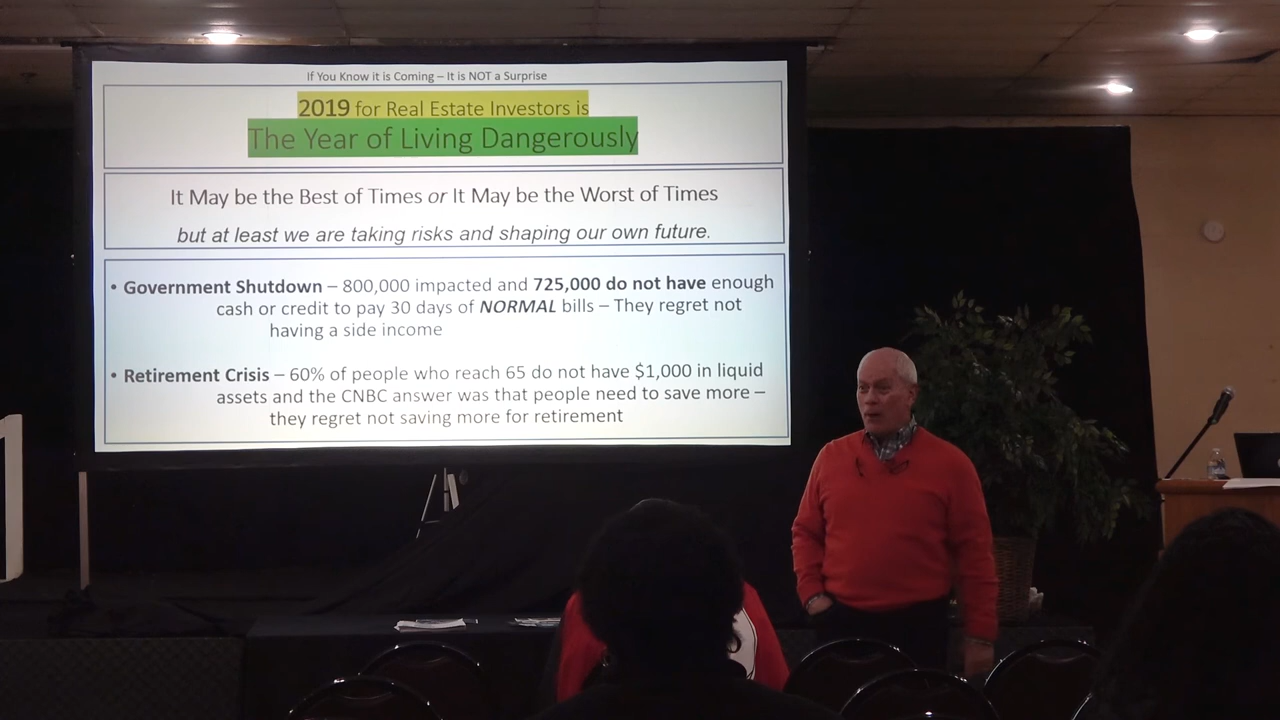 If You Know it is Coming – It is NOT a Surprise
2019 for Real Estate Investors is
The Year of Living Dangerously
It May be the Best of Times or It May be the Worst of Times
but at least we are taking risks and shaping our own future.
• Government Shutdown – 800,000 impacted and 725,000 do not have enough
cash or credit to pay 30 days of NORMAL bills – They regret not
having a side income
• Retirement Crisis – 60% of people who reach 65 do not have $1,000 in liquid
assets and the CNBC answer was that people need to save more –
they regret not saving more for retirement